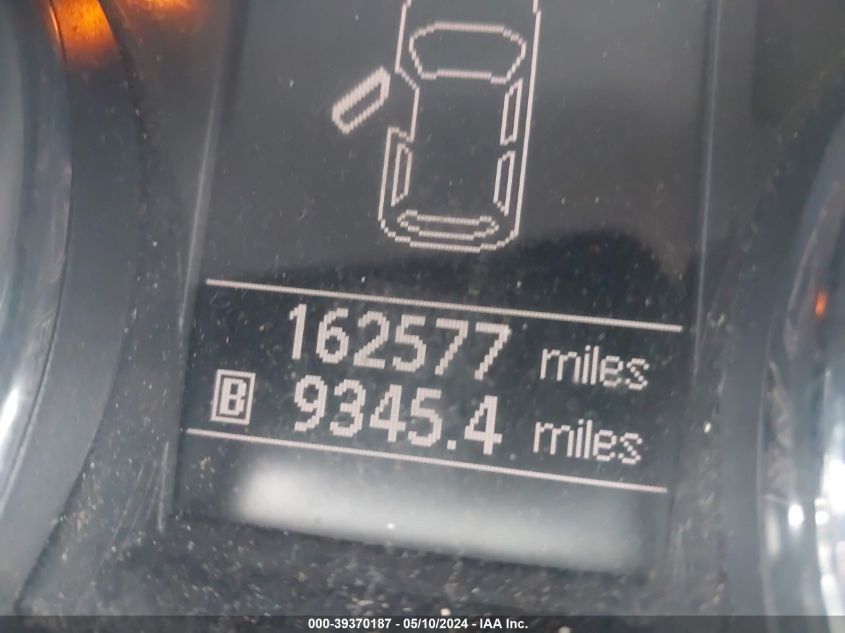 162577 miles
B 9345.4 miles
000-39370187 - 05/10/2024 - IAA Inc.